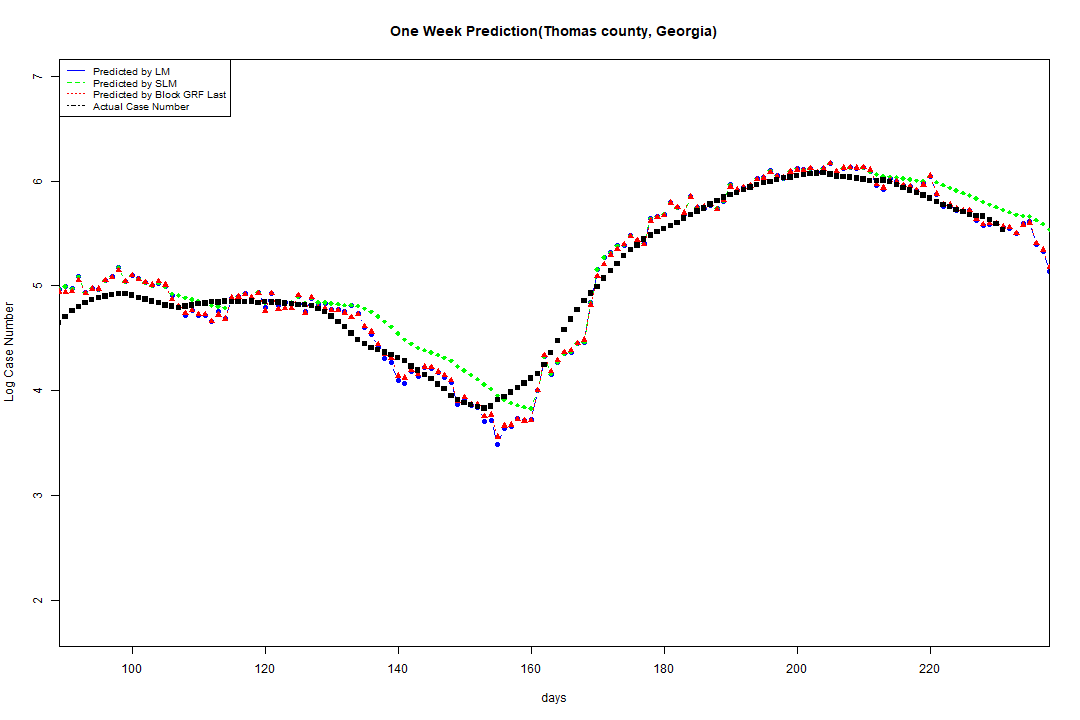 One Week Prediction(Thomas county, Georgia)
Predicted by LM
Predicted by SLM
Predicted by Block GRF Last
Actual Case Number
7
6
5
4
3
2
Log Case Number
100 120 140 160 180 200 220
days